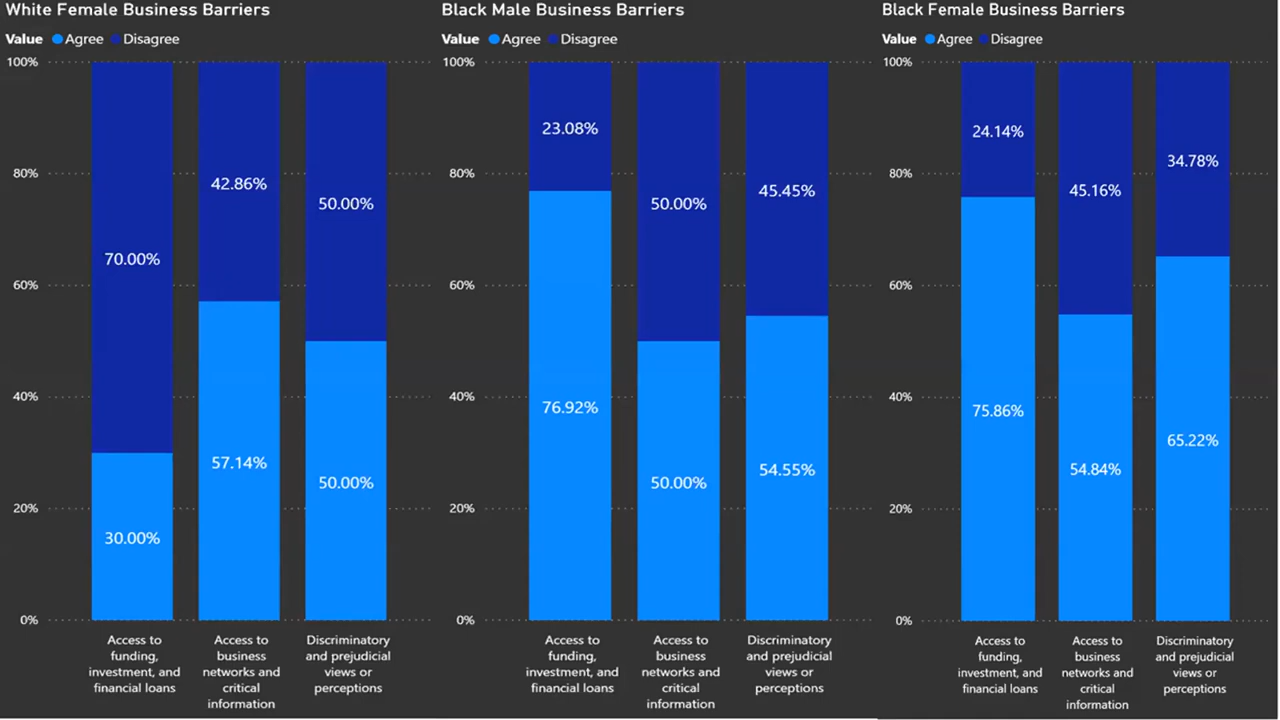 White Female Business Barriers
Value Agree Disagree
100%
80%
60%
40%
20%
0%
70.00%
30.00%
42.86%
57.14%
50.00%
50.00%
Access to
funding,
investment, and
financial loans
Access to
business
networks and
critical
information
Discriminatory
and prejudicial
views or
perceptions
Black Male Business Barriers
Value Agree Disagree
100%
80%
60%
40%
20%
0%
23.08%
76.92%
50.00%
50.00%
45.45%
54.55%
Access to
funding,
investment, and
financial loans
Access to
business
networks and
critical
information
Discriminatory
and prejudicial
views or
perceptions
Black Female Business Barriers
Value Agree Disagree
100%
80%
60%
40%
20%
0%
24.14%
75.86%
45.16%
54.84%
34.78%
65.22%
Access to
funding,
investment, and
financial loans
Access to
business
networks and
critical
information
Discriminatory
and prejudicial
views or
perceptions